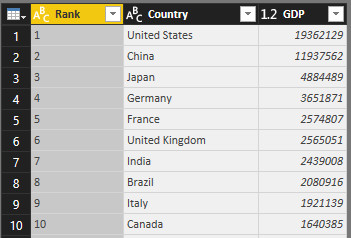 ABC Rank ABC Country 1.2 GDP
1 1 United States 19362129
2 2 China 11937562
3 3 Japan 4884489
4 4 Germany 3651871
5 5 France 2574807
6 6 United Kingdom 2565051
7 7 India 2439008
8 8 Brazil 2080916
9 9 Italy 1921139
10 10 Canada 1640385